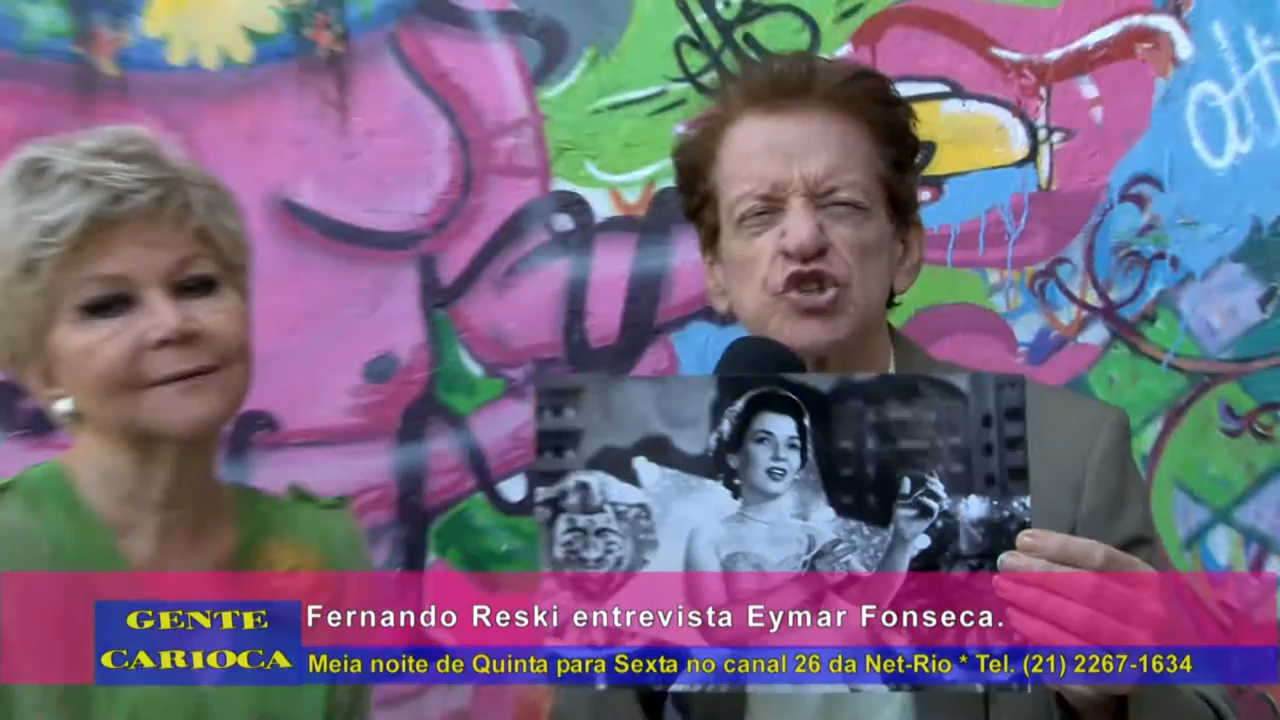 GENTE
CARIOCA
Fernando Reski entrevista Eymar Fonseca.
Meia noite de Quinta para Sexta no canal 26 da Net-Rio * Tel. (21) 2267-1634